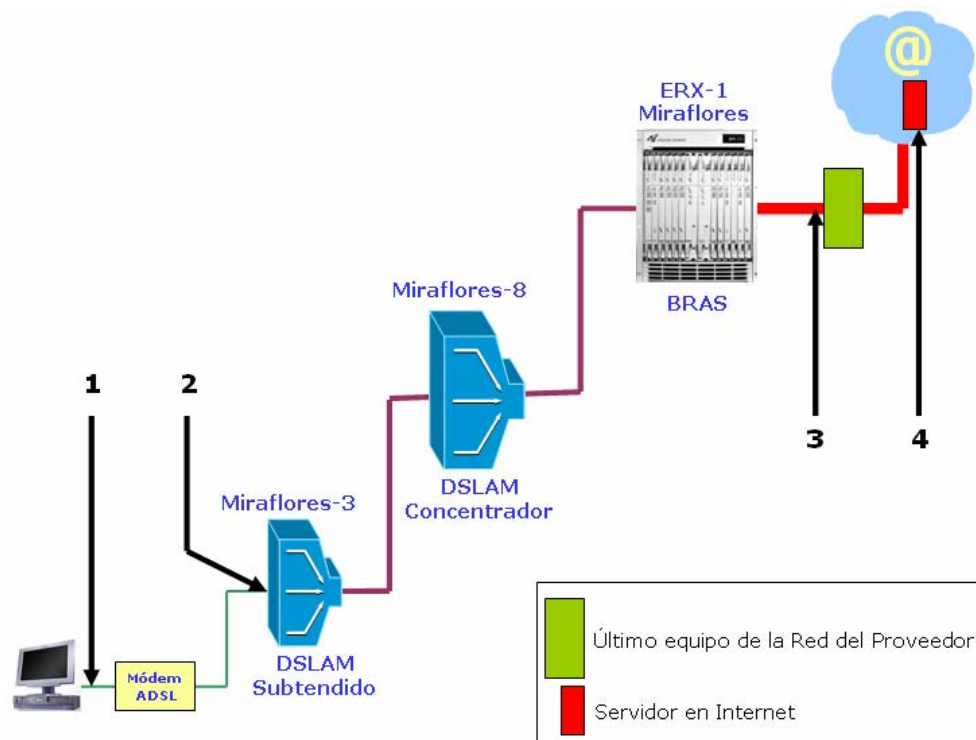 @
ERX-1
Miraflores
BRAS
Miraflores-8
DSLAM
Concentrador
3
4
1
2
Miraflores-3
DSLAM
Subtendido
Módem
ADSL
Último equipo de la Red del Proveedor
Servidor en Internet